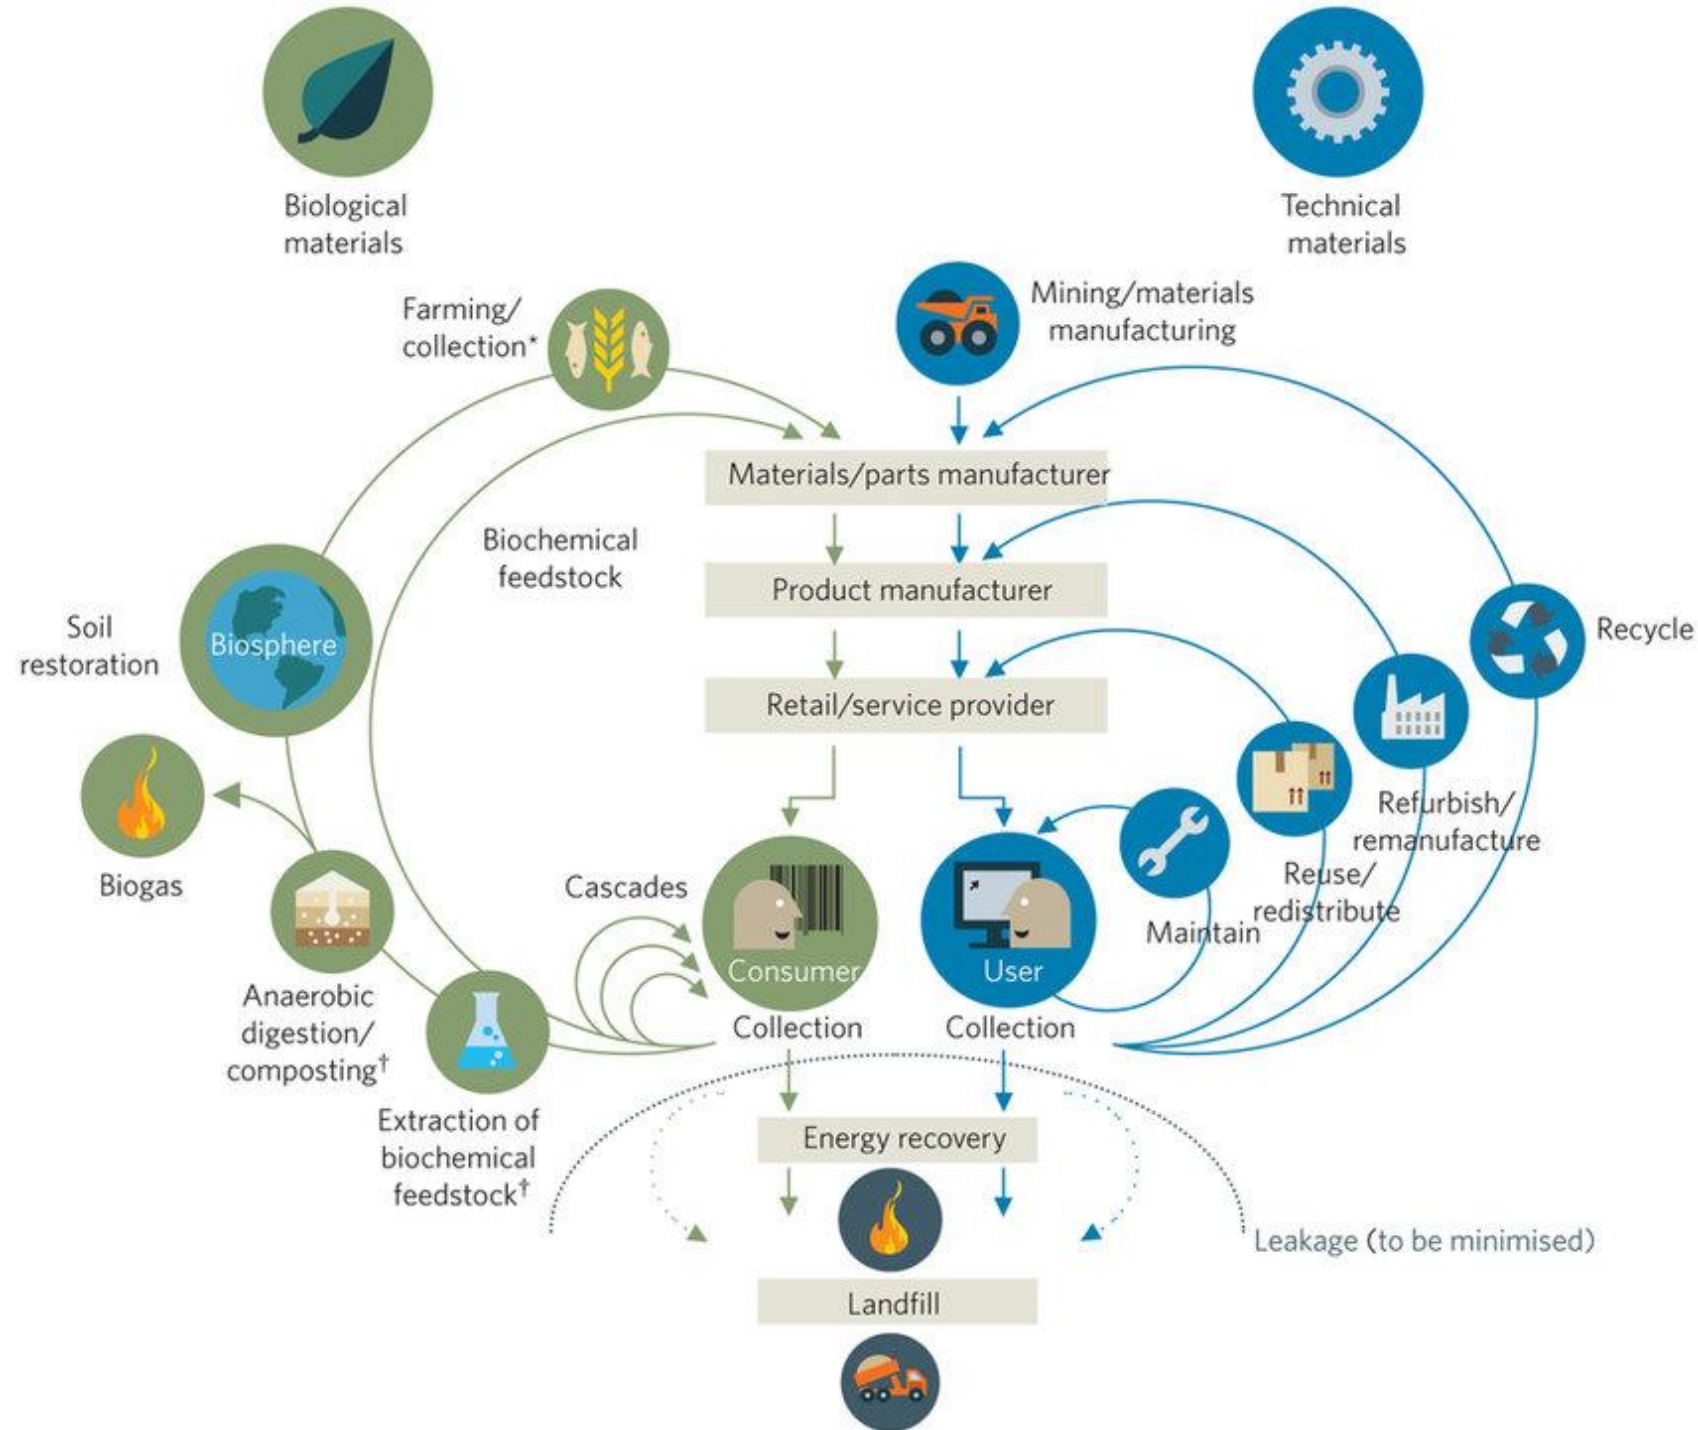 Biological
materials
Technical
materials
Farming/
collection*
Mining/materials
manufacturing
Materials/parts manufacturer
Biochemical
feedstock
Product manufacturer
Soil
restoration
Biosphere
Recycle
Retail/service provider
Refurbish/
remanufacture
Biogas
Cascades
Reuse/
redistribute
Maintain
Consumer
User
Anaerobic
digestion/
composting†
Collection
Collection
Extraction of
biochemical
feedstock†
Energy recovery
Leakage (to be minimised)
Landfill